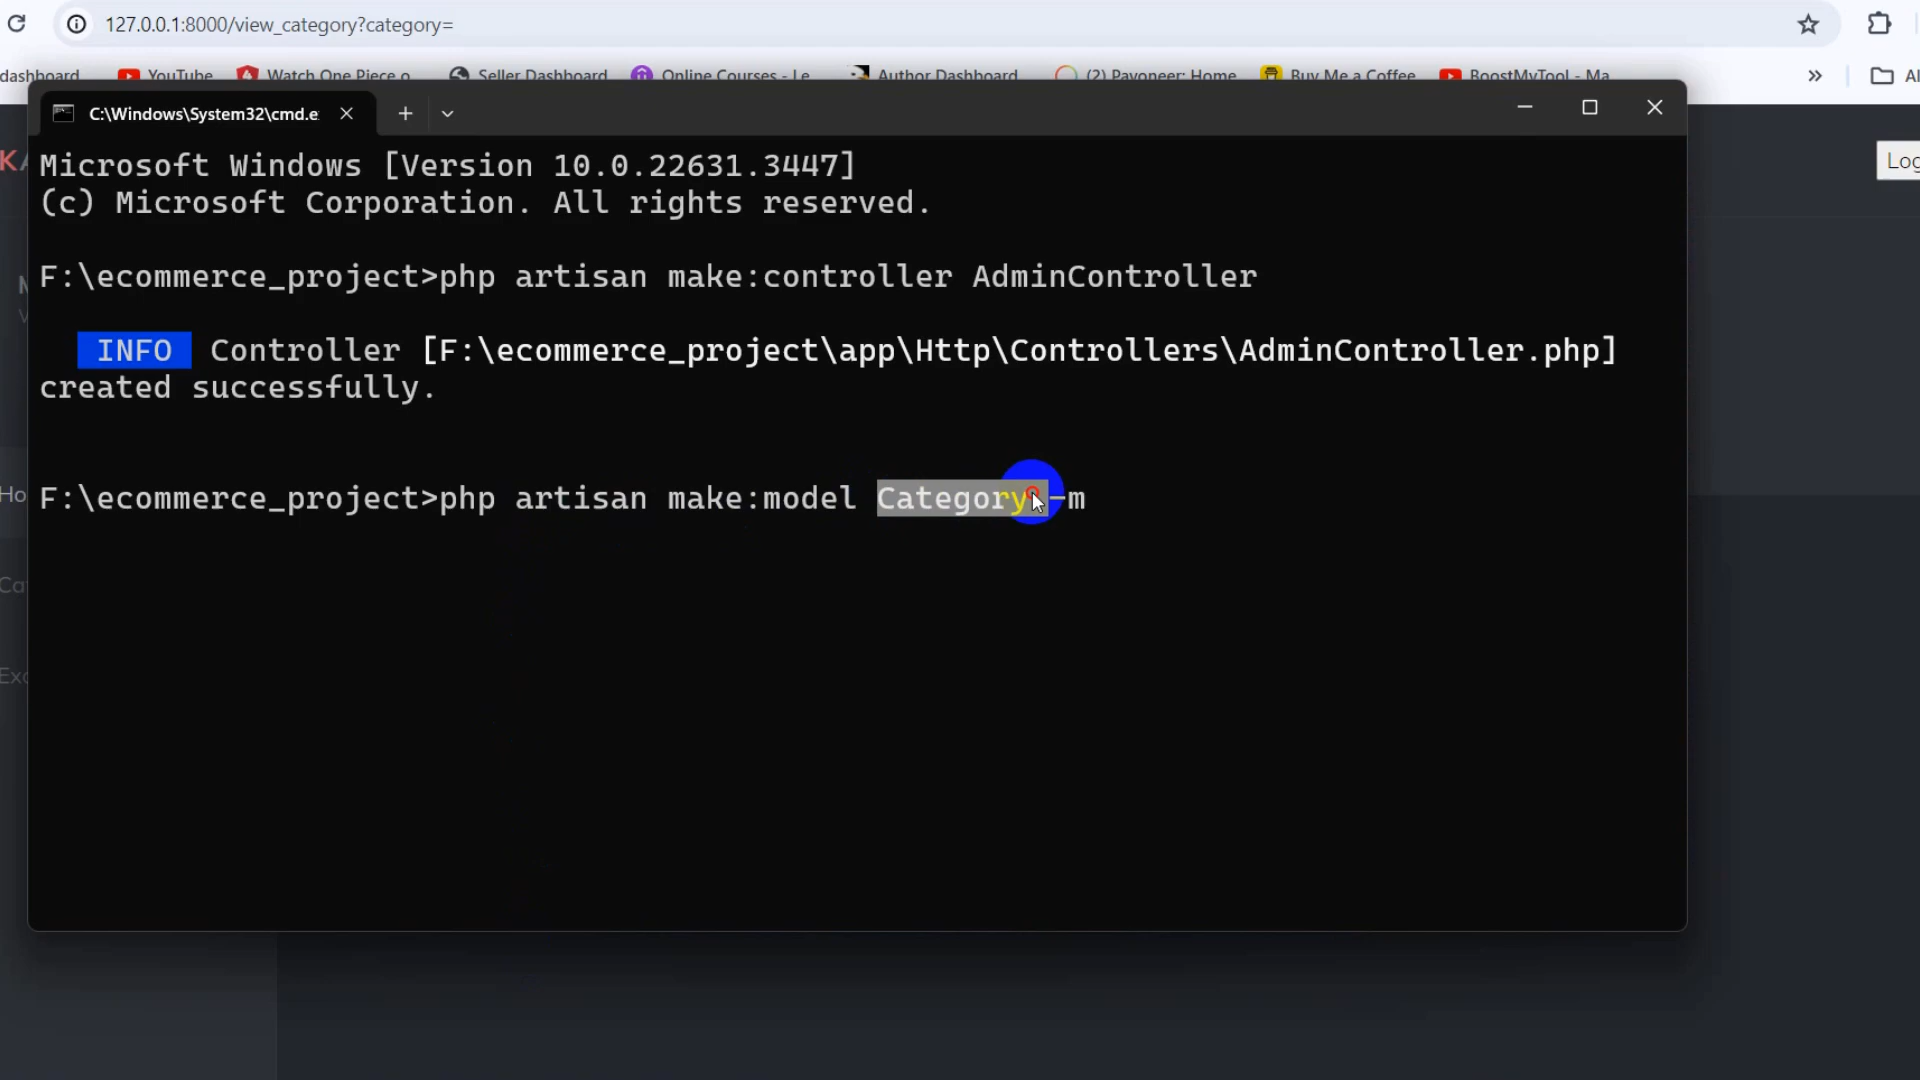 127.0.0.1:8000/view_category?category=
dashboard YouTube Watch One Piece o Seller Dashboard Online Courses - Le Author Dashboard (2) Payoneer: Home Buy Me a Coffee BoostMyTool - Ma
C:\Windows\System32\cmd.e
Microsoft Windows [Version 10.0.22631.3447]
(c) Microsoft Corporation. All rights reserved.
F:\ecommerce_project>php artisan make:controller AdminController
INFO Controller [F:\ecommerce_project\app\Http\Controllers\AdminController.php]
created successfully.
F:\ecommerce_project>php artisan make:model Category -m